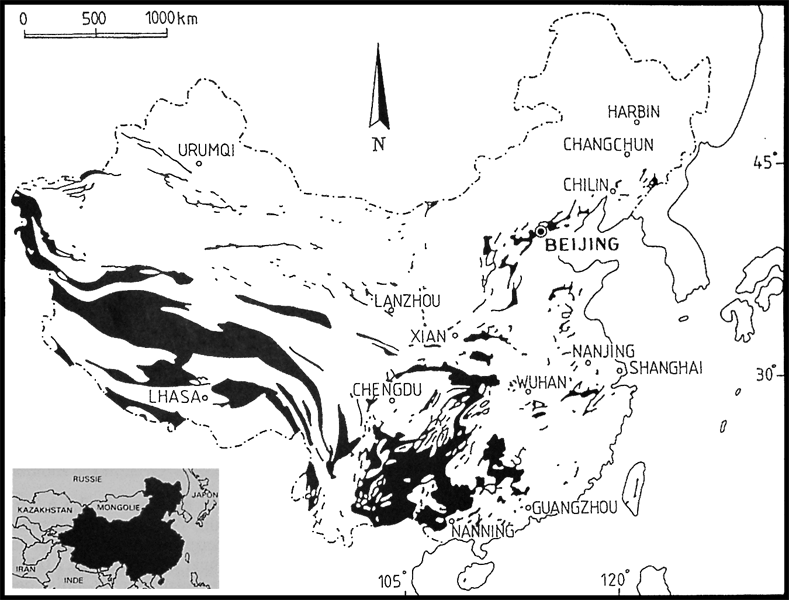 0 500 1000 km
HARBIN
URUMQI
CHANGCHUN
N
45°
CHILIN
BEIJING
LANZHOU
XIAN
NANJING
SHANGHAI
30°
CHENGDU
WUHAN
LHASA
GUANGZHOU
NANNING
RUSSIE
JAPON
KAZAKHSTAN
MONGOLIE
IRAN
INDE
105°
120°